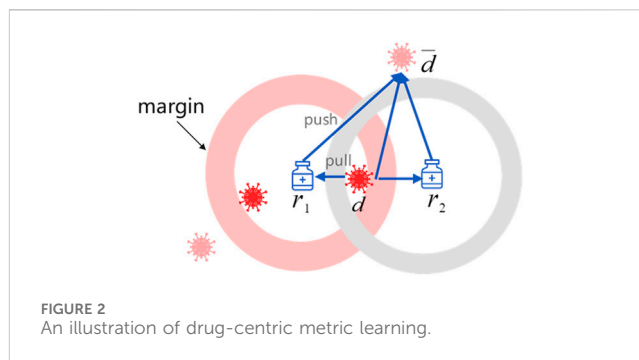 d̅
margin
push
pull
r₁
d
r₂
FIGURE 2
An illustration of drug-centric metric learning.